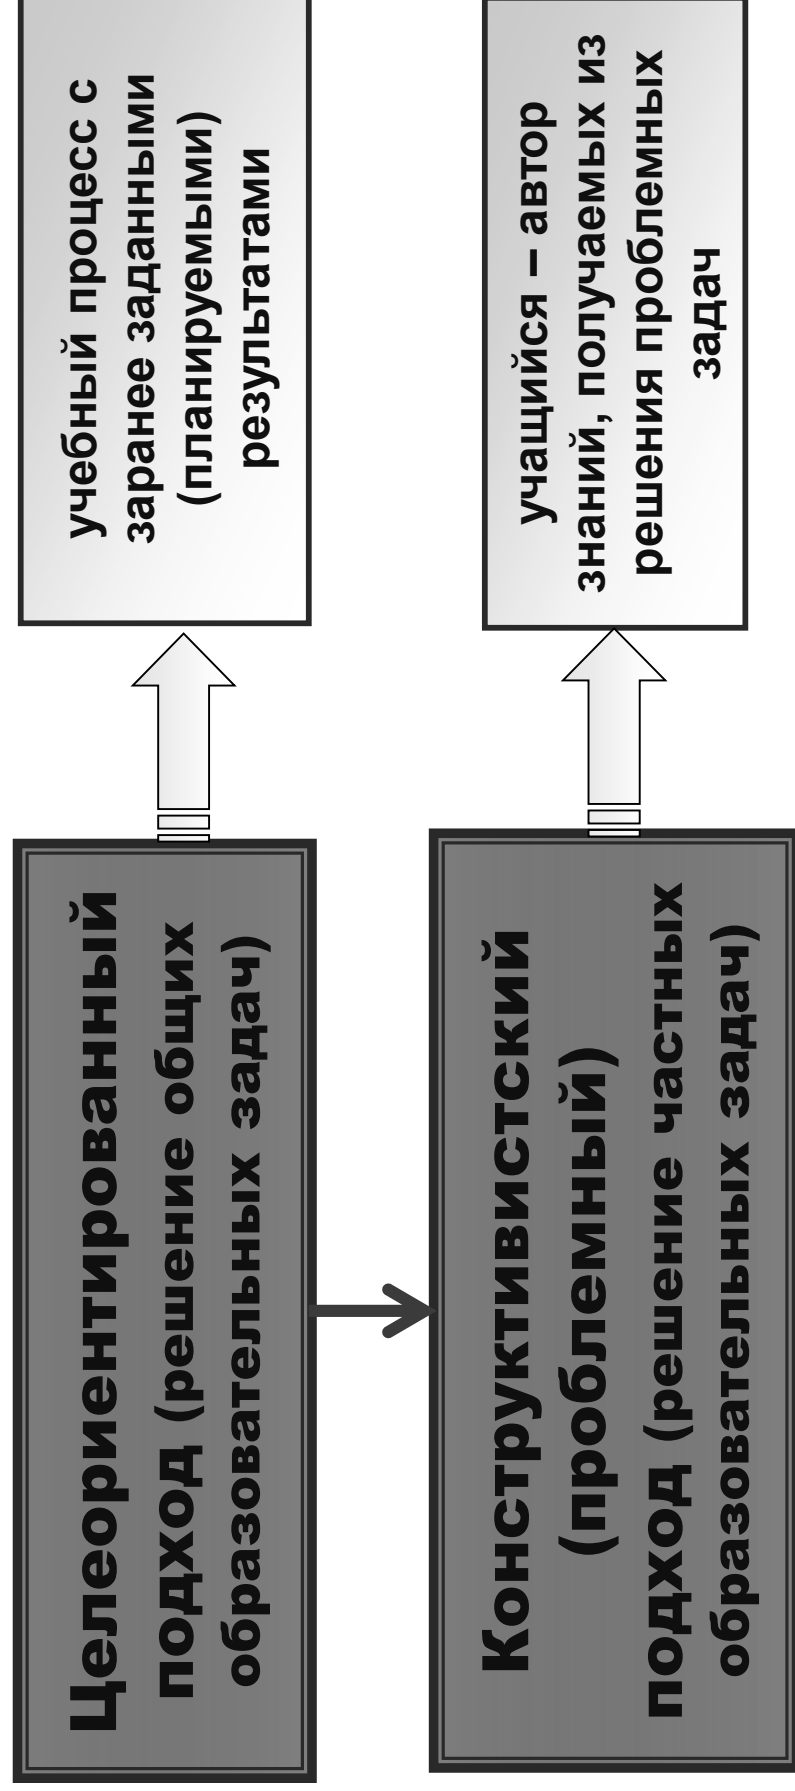 Целеориентированный
подход (решение общих
образовательных задач)
учебный процесс с
заранее заданными
(планируемыми)
результатами
Конструктивистский
(проблемный)
подход (решение частных
образовательных задач)
учащийся – автор
знаний, получаемых из
решения проблемных
задач